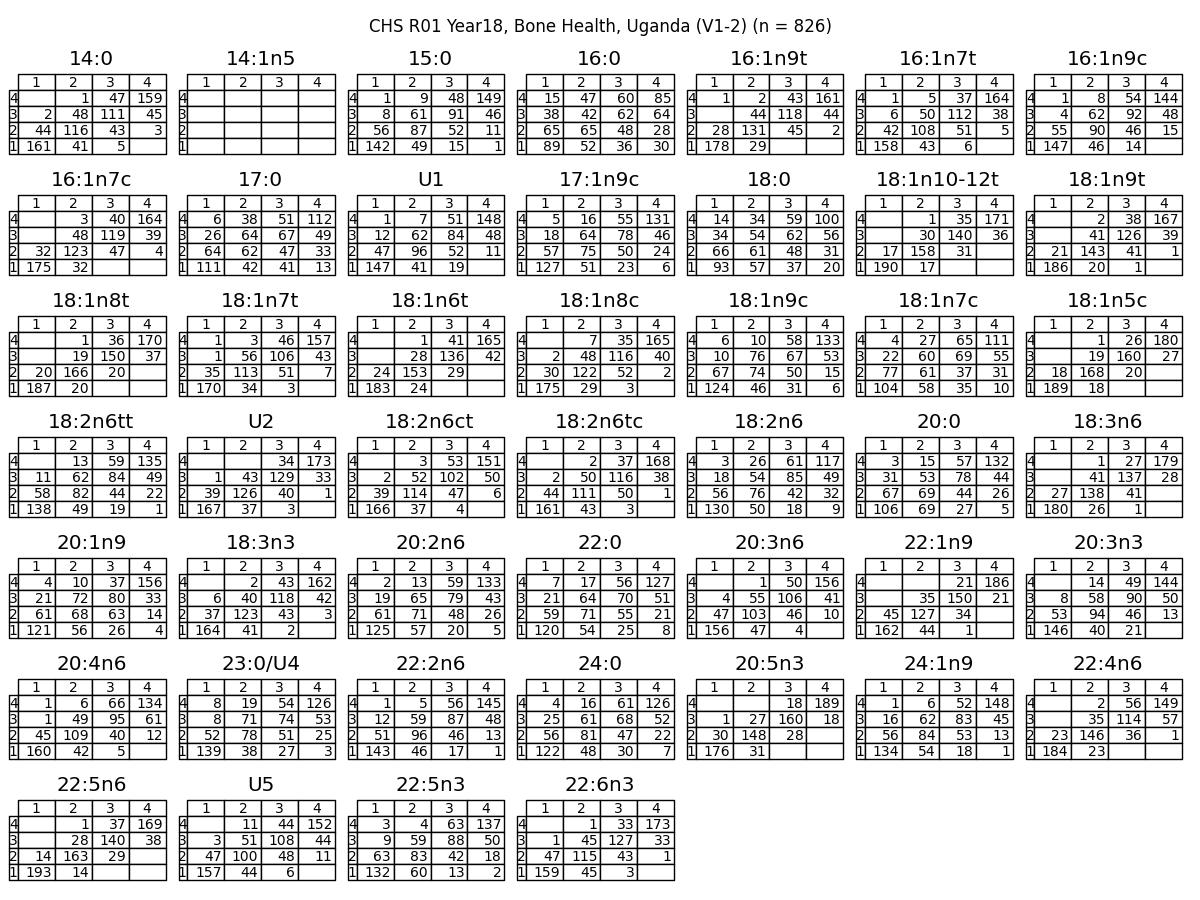 CHS R01 Year18, Bone Health, Uganda (V1-2) (n = 826)
14:0 14:1n5 15:0 16:0 16:1n9t 16:1n7t 16:1n9c
1 2 3 4 1 2 3 4 1 2 3 4 1 2 3 4 1 2 3 4 1 2 3 4 1 2 3 4
4 1 47 159 4 4 1 9 48 149 4 15 47 60 85 4 1 2 43 161 4 1 5 37 164 4 1 8 54 144
3 2 48 111 45 3 3 8 61 91 46 3 38 42 62 64 3 44 118 44 3 6 50 112 38 3 4 62 92 48
2 44 116 43 3 2 2 56 87 52 11 2 65 65 48 28 2 28 131 45 2 2 42 108 51 5 2 55 90 46 15
1 161 41 5 1 1 142 49 15 1 1 89 52 36 30 1 178 29 1 158 43 6 1 147 46 14
16:1n7c 17:0 U1 17:1n9c 18:0 18:1n10-12t 18:1n9t
1 2 3 4 1 2 3 4 1 2 3 4 1 2 3 4 1 2 3 4 1 2 3 4 1 2 3 4
4 3 40 164 4 6 38 51 112 4 1 7 51 148 4 5 16 55 131 4 14 34 59 100 4 1 35 171 4 2 38 167
3 48 119 39 3 26 64 67 49 3 12 62 84 48 3 18 64 78 46 3 34 54 62 56 3 30 140 36 3 41 126 39
2 32 123 47 4 2 64 62 47 33 2 47 96 52 11 2 57 75 50 24 2 66 61 48 31 2 17 158 31 2 21 143 41 1
1 175 32 1 111 42 41 13 1 147 41 19 1 127 51 23 6 1 93 57 37 20 1 190 17 1 186 20 1
18:1n8t 18:1n7t 18:1n6t 18:1n8c 18:1n9c 18:1n7c 18:1n5c
1 2 3 4 1 2 3 4 1 2 3 4 1 2 3 4 1 2 3 4 1 2 3 4 1 2 3 4
4 1 36 170 4 1 3 46 157 4 1 41 165 4 7 35 165 4 6 10 58 133 4 4 27 65 111 4 1 26 180
3 19 150 37 3 1 56 106 43 3 28 136 42 3 2 48 116 40 3 10 76 67 53 3 22 60 69 55 3 19 160 27
2 20 166 20 2 35 113 51 7 2 24 153 29 2 30 122 52 2 2 67 74 50 15 2 77 61 37 31 2 18 168 20
1 187 20 1 170 34 3 1 183 24 1 175 29 3 1 124 46 31 6 1 104 58 35 10 1 189 18
18:2n6tt U2 18:2n6ct 18:2n6tc 18:2n6 20:0 18:3n6
1 2 3 4 1 2 3 4 1 2 3 4 1 2 3 4 1 2 3 4 1 2 3 4 1 2 3 4
4 13 59 135 4 34 173 4 3 53 151 4 2 37 168 4 3 26 61 117 4 3 15 57 132 4 1 27 179
3 11 62 84 49 3 1 43 129 33 3 2 52 102 50 3 2 50 116 38 3 18 54 85 49 3 31 53 78 44 3 41 137 28
2 58 82 44 22 2 39 126 40 1 2 39 114 47 6 2 44 111 50 1 2 56 76 42 32 2 67 69 44 26 2 27 138 41
1 138 49 19 1 1 167 37 3 1 166 37 4 1 161 43 3 1 130 50 18 9 1 106 69 27 5 1 180 26 1
20:1n9 18:3n3 20:2n6 22:0 20:3n6 22:1n9 20:3n3
1 2 3 4 1 2 3 4 1 2 3 4 1 2 3 4 1 2 3 4 1 2 3 4 1 2 3 4
4 4 10 37 156 4 2 43 162 4 2 13 59 133 4 7 17 56 127 4 1 50 156 4 21 186 4 14 49 144
3 21 72 80 33 3 6 40 118 42 3 19 65 79 43 3 21 64 70 51 3 4 55 106 41 3 35 150 21 3 8 58 90 50
2 61 68 63 14 2 37 123 43 3 2 61 71 48 26 2 59 71 55 21 2 47 103 46 10 2 45 127 34 2 53 94 46 13
1 121 56 26 4 1 164 41 2 1 125 57 20 5 1 120 54 25 8 1 156 47 4 1 162 44 1 1 146 40 21
20:4n6 23:0/U4 22:2n6 24:0 20:5n3 24:1n9 22:4n6
1 2 3 4 1 2 3 4 1 2 3 4 1 2 3 4 1 2 3 4 1 2 3 4 1 2 3 4
4 1 6 66 134 4 8 19 54 126 4 1 5 56 145 4 4 16 61 126 4 18 189 4 1 6 52 148 4 2 56 149
3 1 49 95 61 3 8 71 74 53 3 12 59 87 48 3 25 61 68 52 3 1 27 160 18 3 16 62 83 45 3 35 114 57
2 45 109 40 12 2 52 78 51 25 2 51 96 46 13 2 56 81 47 22 2 30 148 28 2 56 84 53 13 2 23 146 36 1
1 160 42 5 1 139 38 27 3 1 143 46 17 1 1 122 48 30 7 1 176 31 1 134 54 18 1 1 184 23
22:5n6 U5 22:5n3 22:6n3
1 2 3 4 1 2 3 4 1 2 3 4 1 2 3 4
4 1 37 169 4 11 44 152 4 3 4 63 137 4 1 33 173
3 28 140 38 3 3 51 108 44 3 9 59 88 50 3 1 45 127 33
2 14 163 29 2 47 100 48 11 2 63 83 42 18 2 47 115 43 1
1 193 14 1 157 44 6 1 132 60 13 2 1 159 45 3